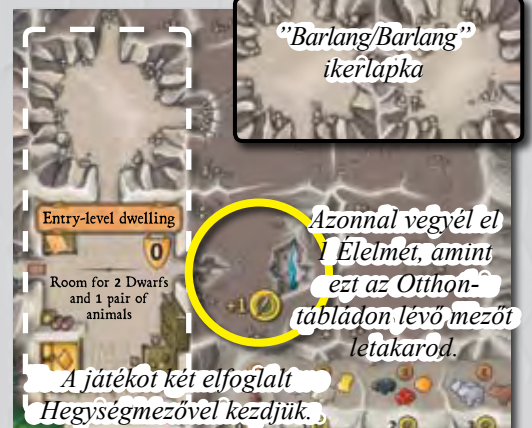 ”Barlang/Barlang”
ikerlapka
Entry-level dwelling
0
Room for 2 Dwarfs
and 1 pair of
animals
+1
Azonnal vegyél el
1 Élelmet, amint
ezt az Otthon-
tábládon lévő mezőt
letakarod.
A játékot két elfoglalt
Hegységmezővel kezdjük.